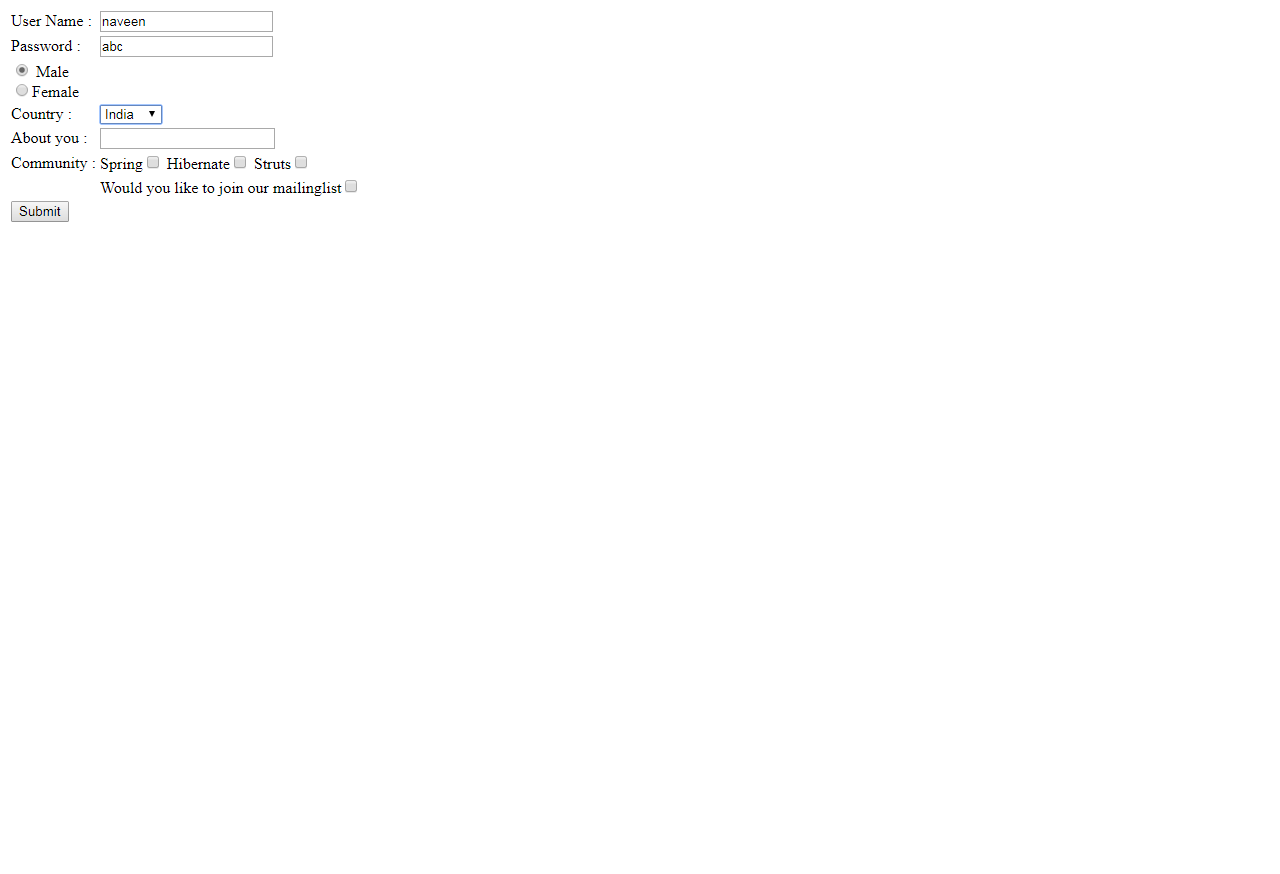 User Name : naveen
Password : abc
Male
Female
Country : India
About you :
Community : Spring Hibernate Struts
Would you like to join our mailinglist
Submit